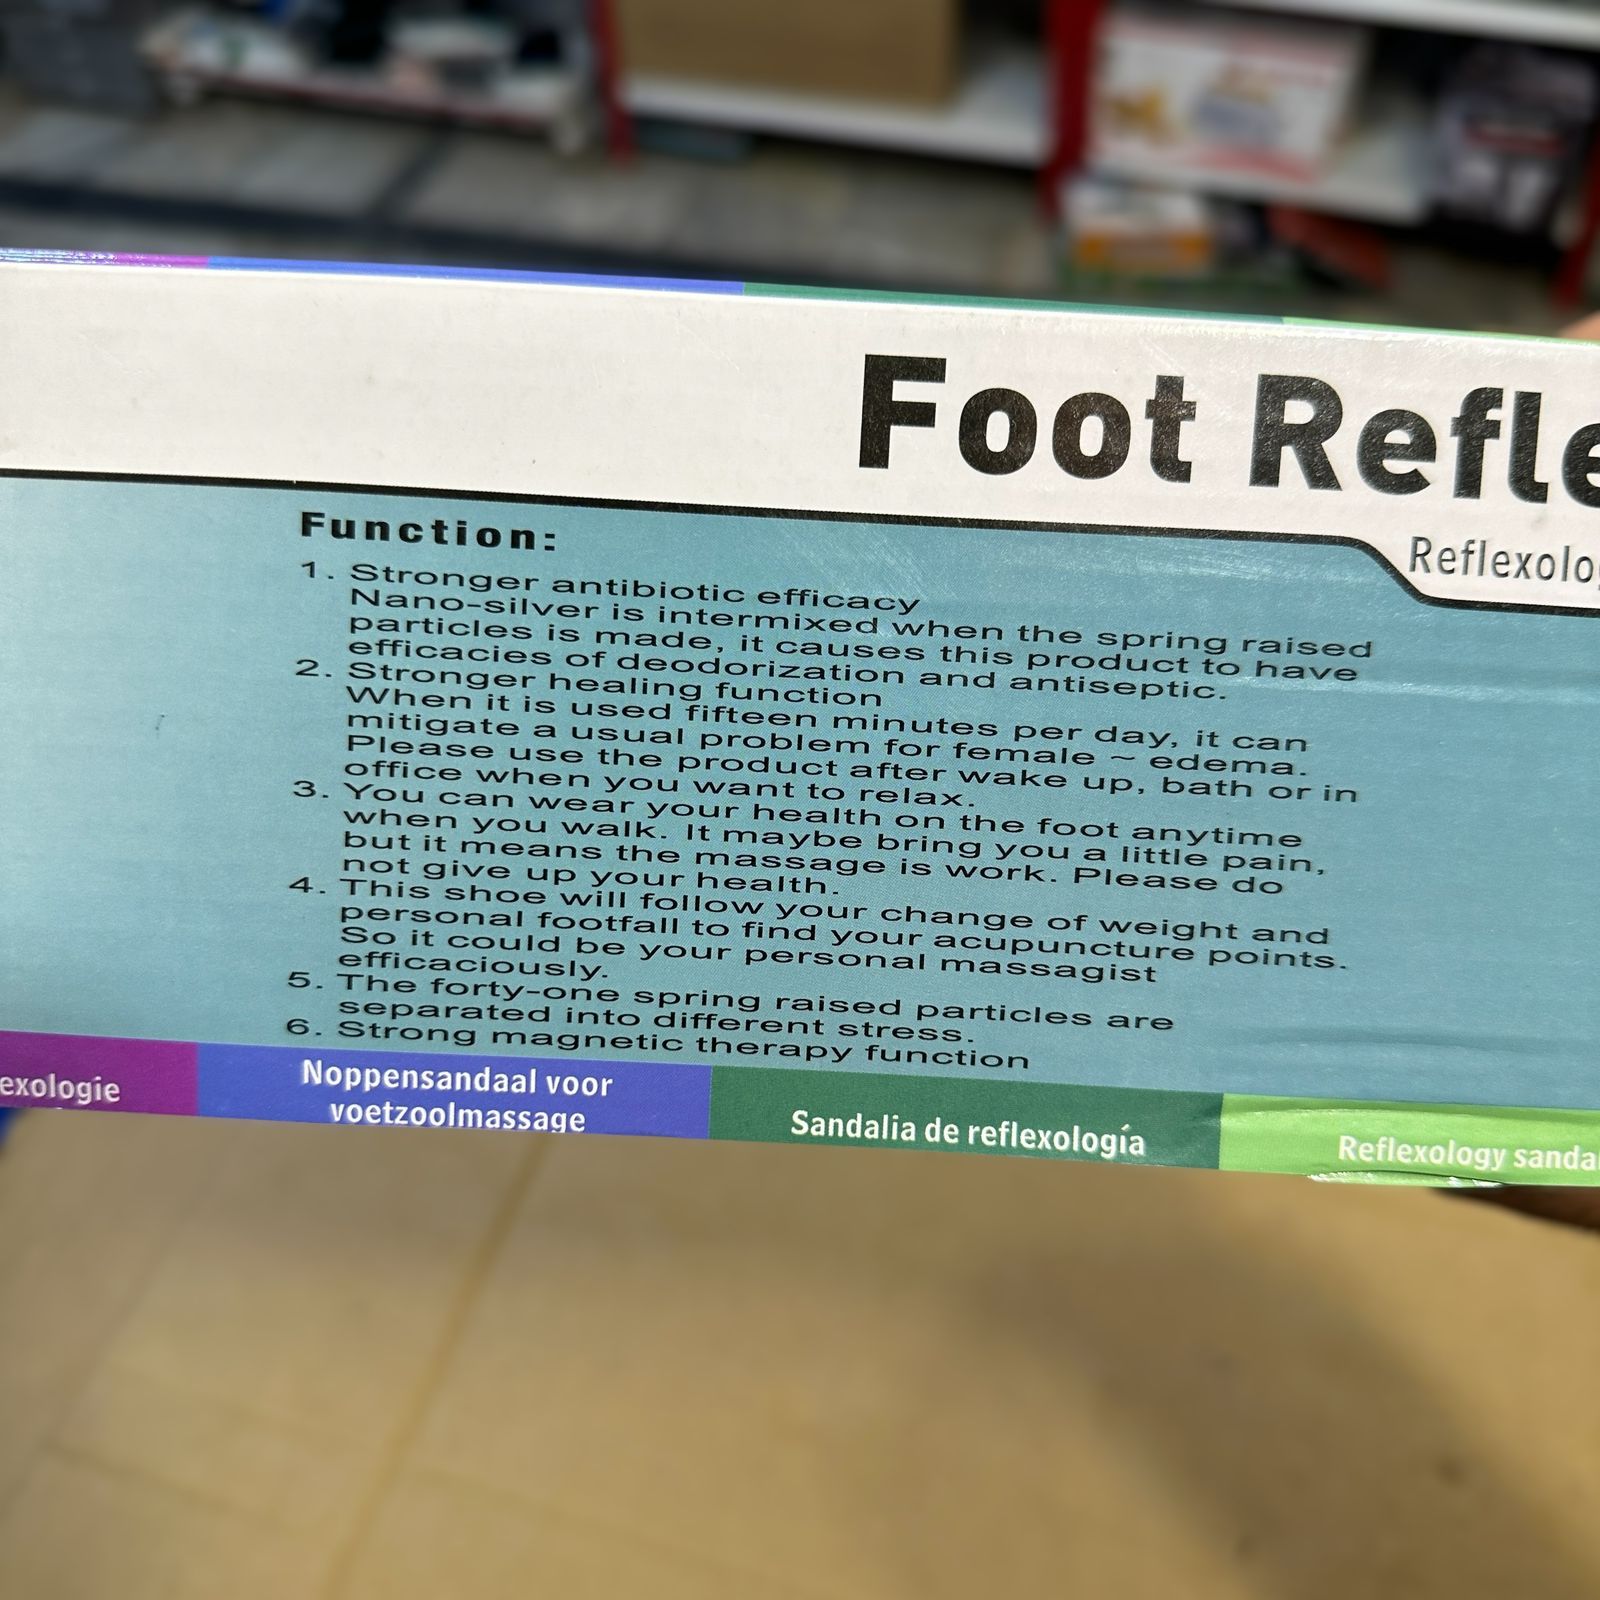 Foot Refle
Reflexolo
Function:
1. Stronger antibiotic efficacy
Nano-silver is intermixed when the spring raised
particles is made, it causes this product to have
efficacies of deodorization and antiseptic.
2. Stronger healing function
When it is used fifteen minutes per day, it can
mitigate a usual problem for female ~ edema.
Please use the product after wake up, bath or in
office when you want to relax.
3. You can wear your health on the foot anytime
when you walk. It maybe bring you a little pain,
but it means the massage is work. Please do
not give up your health.
4. This shoe will follow your change of weight and
personal footfall to find your acupuncture points.
So it could be your personal massagist
efficaciously.
5. The forty-one spring raised particles are
separated into different stress.
6. Strong magnetic therapy function
exologie
Noppensandaal voor
voetzoolmassage
Sandalia de reflexología
Reflexology sanda